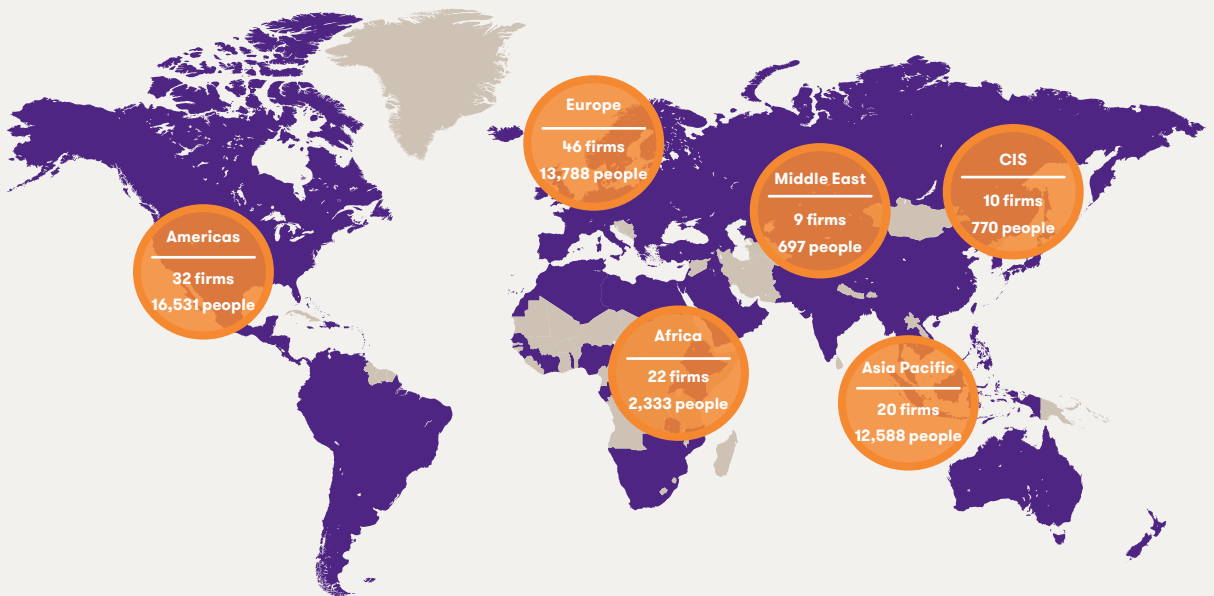 Europe
46 firms
13,788 people
CIS
10 firms
770 people
Middle East
9 firms
697 people
Americas
32 firms
16,531 people
Africa
22 firms
2,333 people
Asia Pacific
20 firms
12,588 people